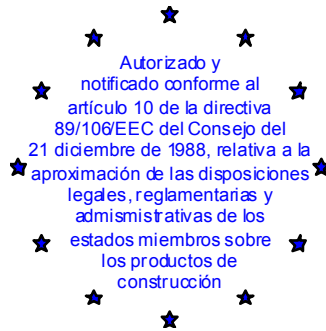 Autorizado y
notificado conforme al
artículo 10 de la directiva
89/106/EEC del Consejo del
21 diciembre de 1988, relativa a la
aproximación de las disposiciones
legales, reglamentarias y
admismistrativas de los
estados miembros sobre
los productos de
construcción